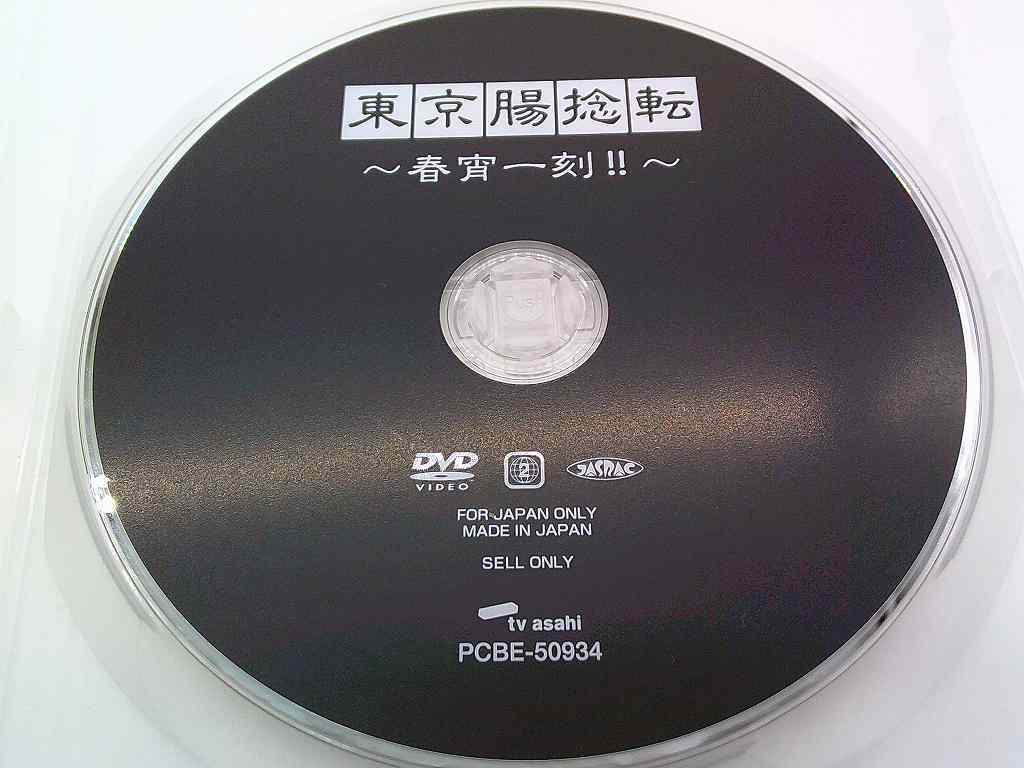 東京腸捻転
～春宵一刻!!～
PUSH
DVD
VIDEO
2
JASRAC
FOR JAPAN ONLY
MADE IN JAPAN
SELL ONLY
tv asahi
PCBE-50934